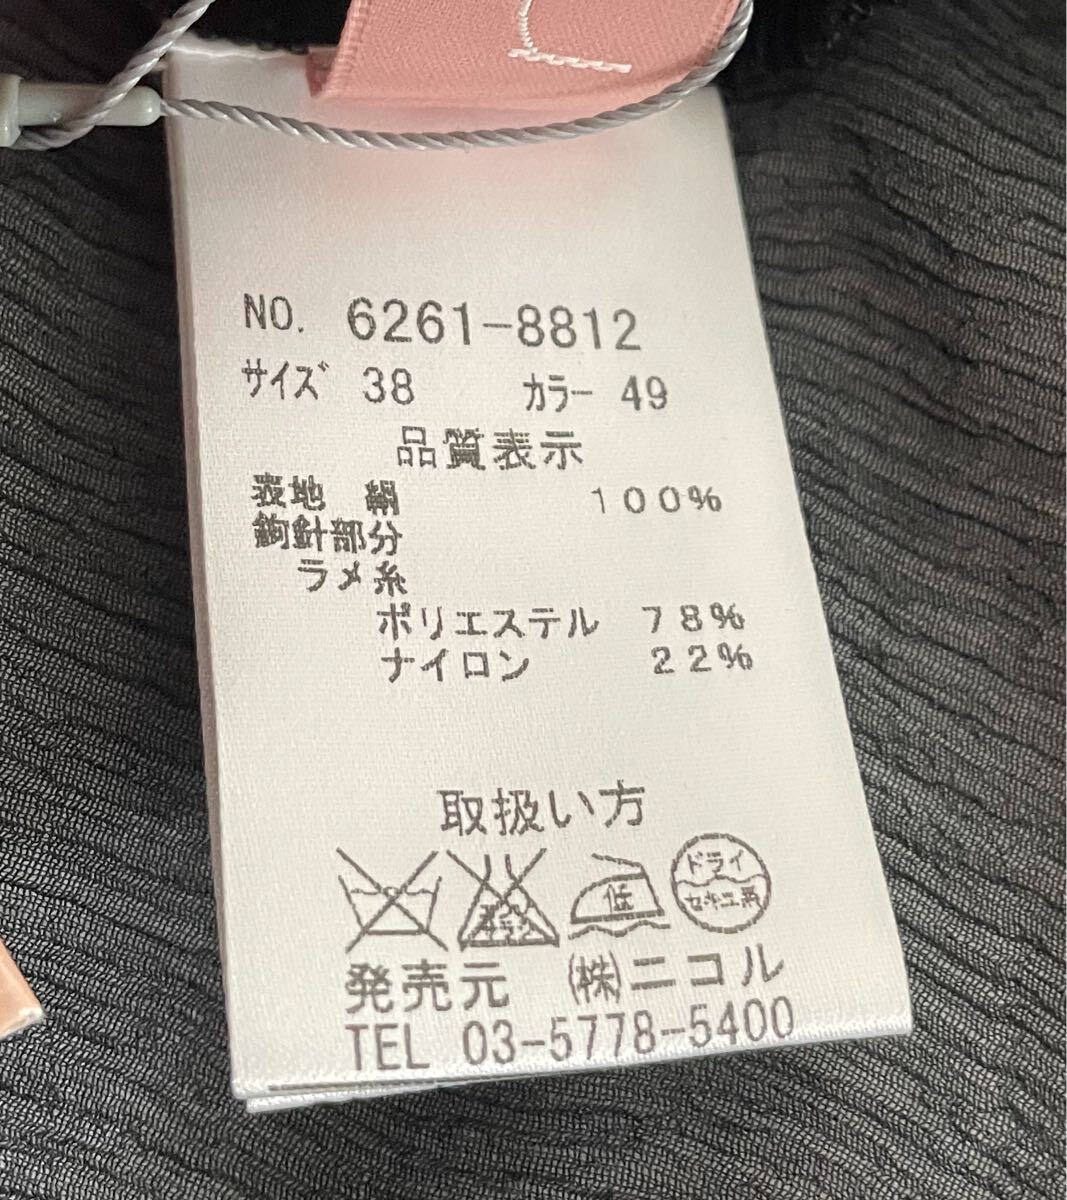 NO. 6261-8812
サイズ 38 カラー 49
品質表示
表地 絹 100%
鉤針部分
ラメ糸
ポリエステル 78%
ナイロン 22%
取扱い方
低
ドライ
セキユ系
発売元 ㈱ニコル
TEL 03-5778-5400